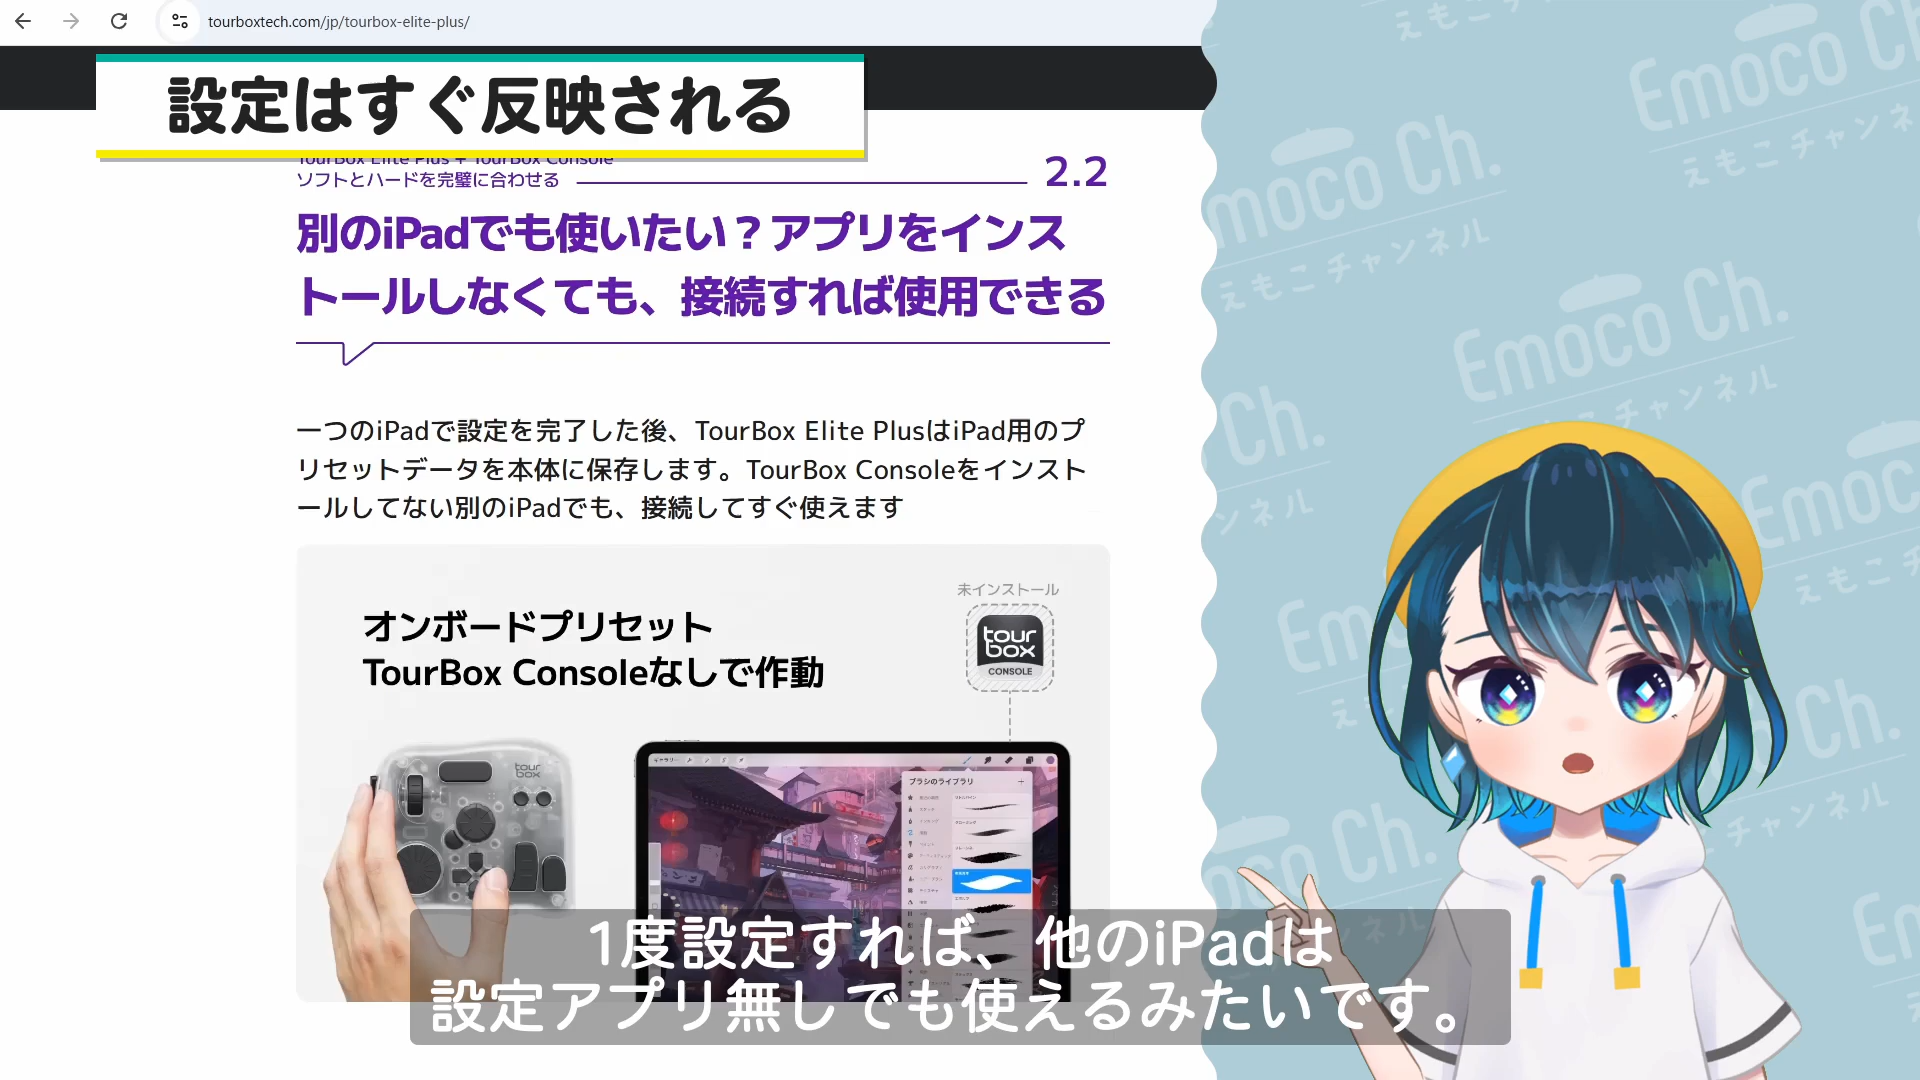 tourboxtech.com/jp/tourbox-elite-plus/
設定はすぐ反映される
TourBox Elite Plus + TourBox Console
ソフトとハードを完璧に合わせる
2.2
別のiPadでも使いたい？アプリをインス
トールしなくても、接続すれば使用できる
一つのiPadで設定を完了した後、TourBox Elite PlusはiPad用のプ
リセットデータを本体に保存します。TourBox Consoleをインスト
ールしてない別のiPadでも、接続してすぐ使えます
オンボードプリセット
TourBox Consoleなしで作動
未インストール
tour
box
CONSOLE
tour
box
ギャラリー
ブラシのライブラリ
1度設定すれば、他のiPadは
設定アプリ無しでも使えるみたいです。
Emoco Ch.
えもこチャンネル